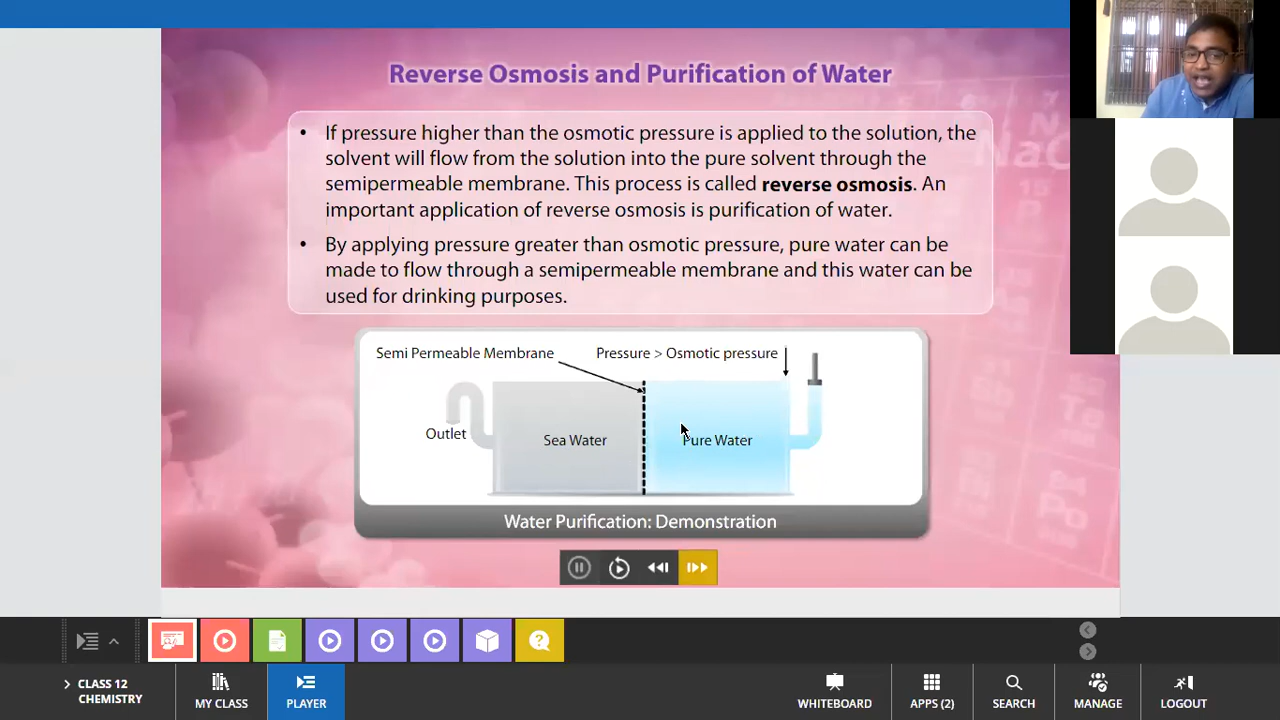 Reverse Osmosis and Purification of Water
• If pressure higher than the osmotic pressure is applied to the solution, the
solvent will flow from the solution into the pure solvent through the
semipermeable membrane. This process is called reverse osmosis. An
important application of reverse osmosis is purification of water.
• By applying pressure greater than osmotic pressure, pure water can be
made to flow through a semipermeable membrane and this water can be
used for drinking purposes.
Semi Permeable Membrane
Pressure > Osmotic pressure
Outlet
Sea Water
Pure Water
Water Purification: Demonstration
CLASS 12
CHEMISTRY
MY CLASS
PLAYER
WHITEBOARD
APPS (2)
SEARCH
MANAGE
LOGOUT